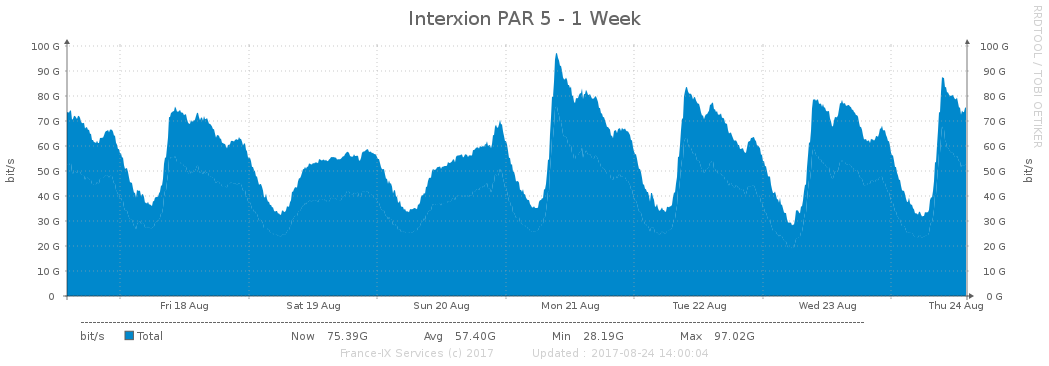 Interxion PAR 5 - 1 Week
RRDTOOL / TOBI OETIKER
bit/s
bit/s
100 G 100 G
90 G 90 G
80 G 80 G
70 G 70 G
60 G 60 G
50 G 50 G
40 G 40 G
30 G 30 G
20 G 20 G
10 G 10 G
0 0 G
Fri 18 Aug Sat 19 Aug Sun 20 Aug Mon 21 Aug Tue 22 Aug Wed 23 Aug Thu 24 Aug
bit/s Total Now 75.39G Avg 57.40G Min 28.19G Max 97.02G
France-IX Services (c) 2017 Updated : 2017-08-24 14:00:04